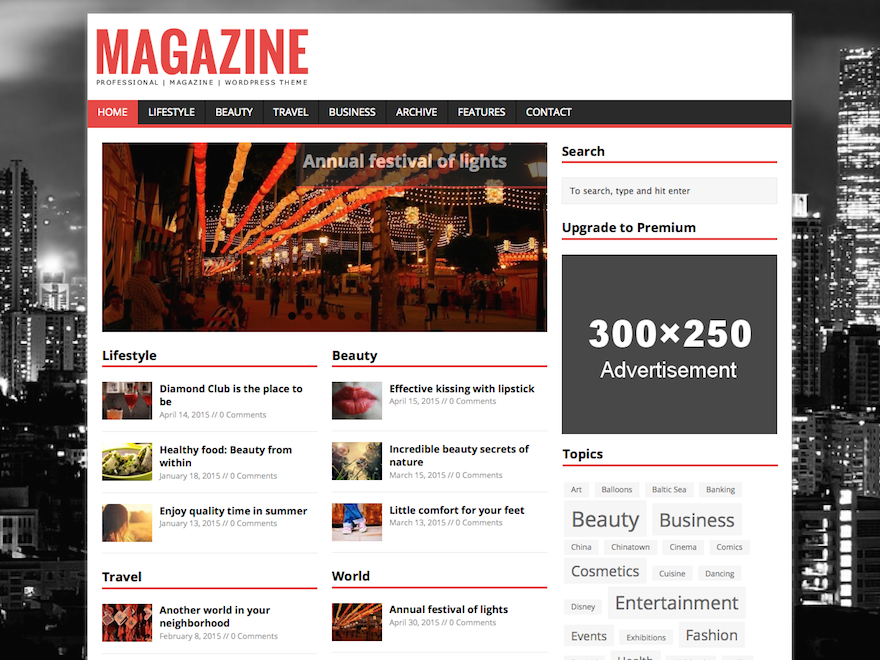 MAGAZINE
PROFESSIONAL | MAGAZINE | WORDPRESS THEME
HOME LIFESTYLE BEAUTY TRAVEL BUSINESS ARCHIVE FEATURES CONTACT
Annual festival of lights
Lifestyle
Diamond Club is the place to
be
April 14, 2015 // 0 Comments
Healthy food: Beauty from
within
January 18, 2015 // 0 Comments
Enjoy quality time in summer
January 13, 2015 // 0 Comments
Beauty
Effective kissing with lipstick
April 15, 2015 // 0 Comments
Incredible beauty secrets of
nature
March 15, 2015 // 0 Comments
Little comfort for your feet
March 13, 2015 // 0 Comments
Travel
Another world in your
neighborhood
February 8, 2015 // 0 Comments
World
Annual festival of lights
April 30, 2015 // 0 Comments
Search
To search, type and hit enter
Upgrade to Premium
300×250
Advertisement
Topics
Art Balloons Baltic Sea Banking
Beauty Business
China Chinatown Cinema Comics
Cosmetics Cuisine Dancing
Disney Entertainment
Events Exhibitions Fashion
Health